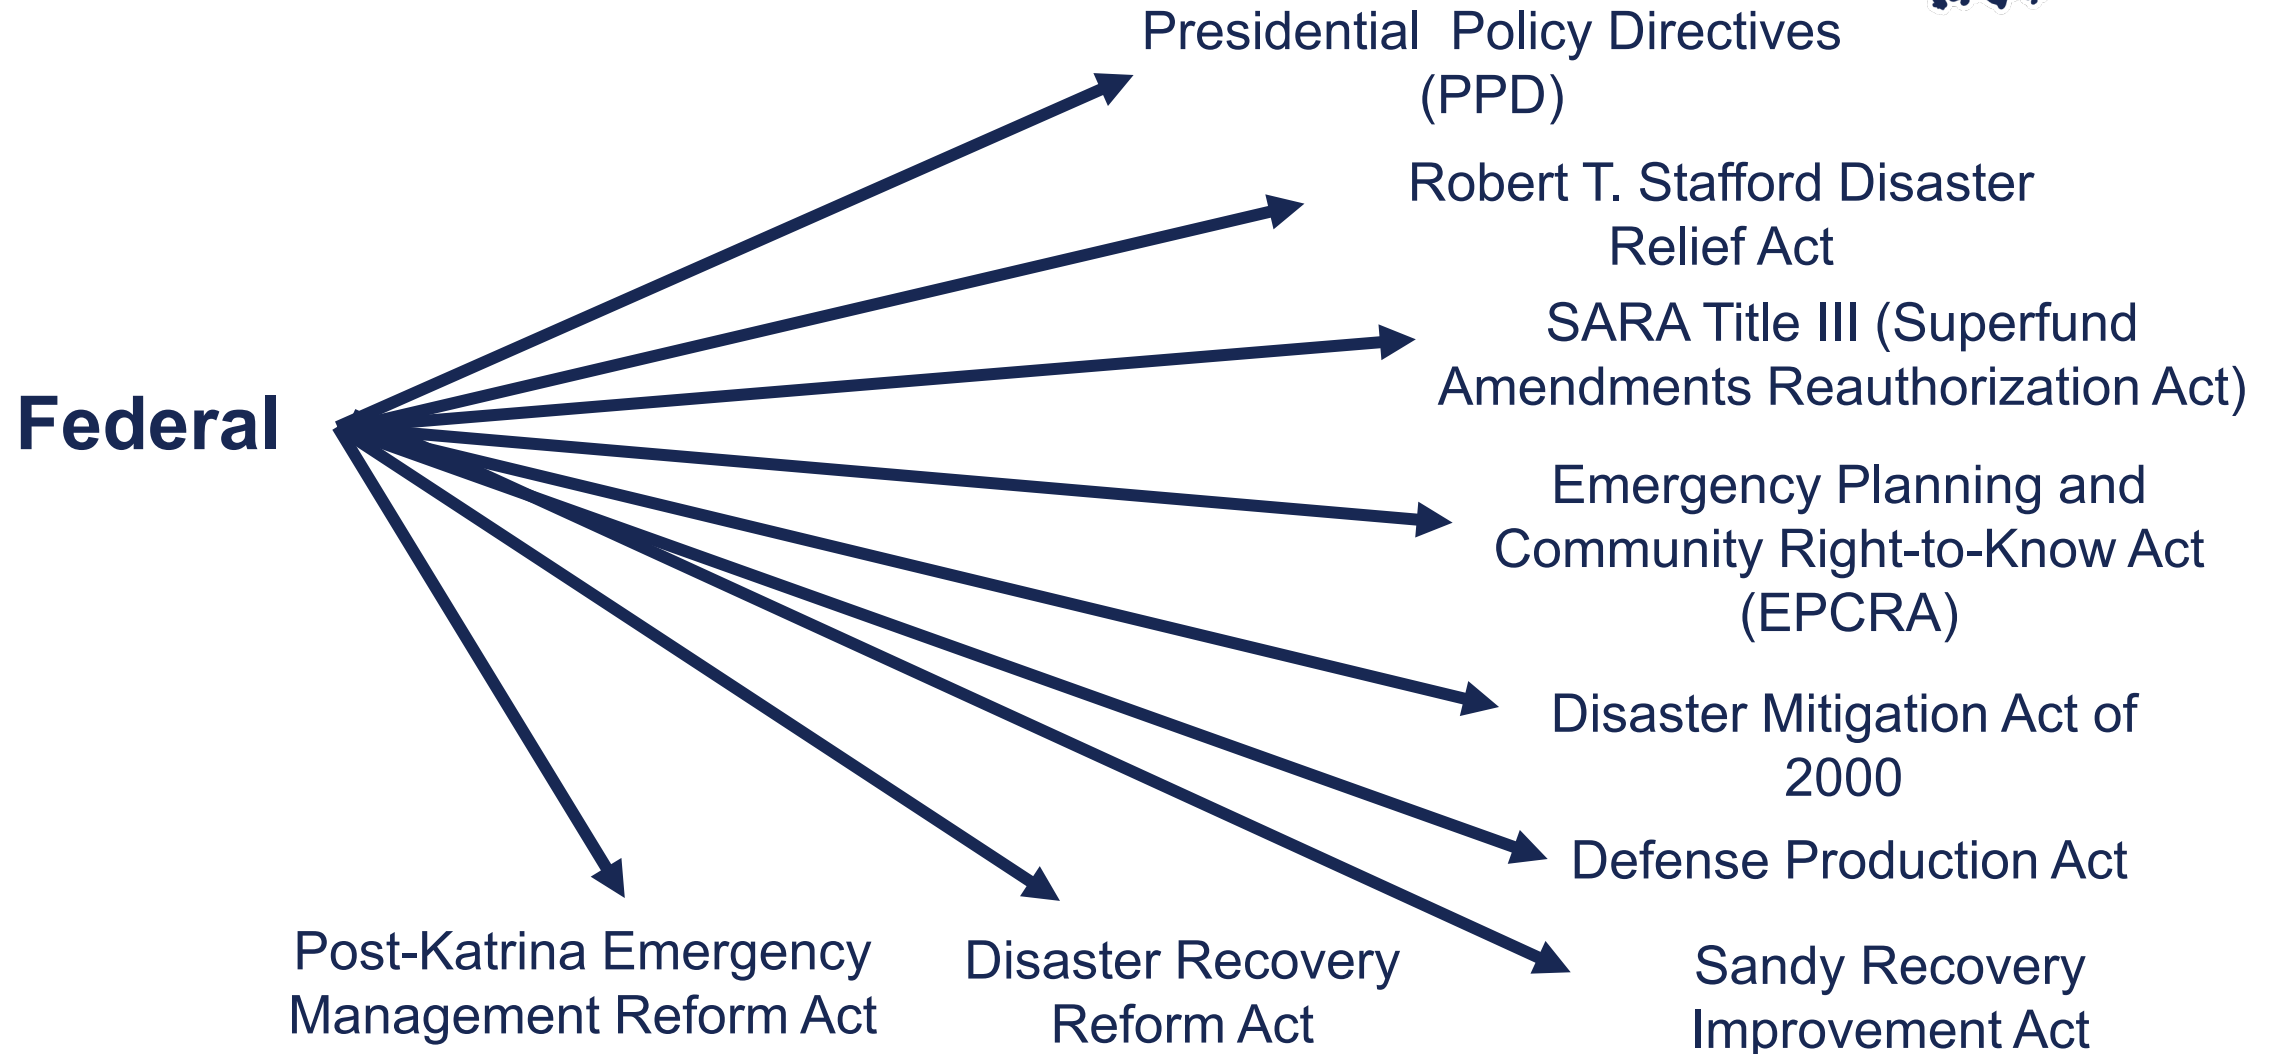 Presidential  Policy Directives
(PPD)
Robert T. Stafford Disaster
Relief Act
SARA Title III (Superfund
Amendments Reauthorization Act)
Federal
Emergency Planning and
Community Right-to-Know Act
(EPCRA)
Disaster Mitigation Act of
2000
Defense Production Act
Post-Katrina Emergency
Management Reform Act
Disaster Recovery
Reform Act
Sandy Recovery
Improvement Act